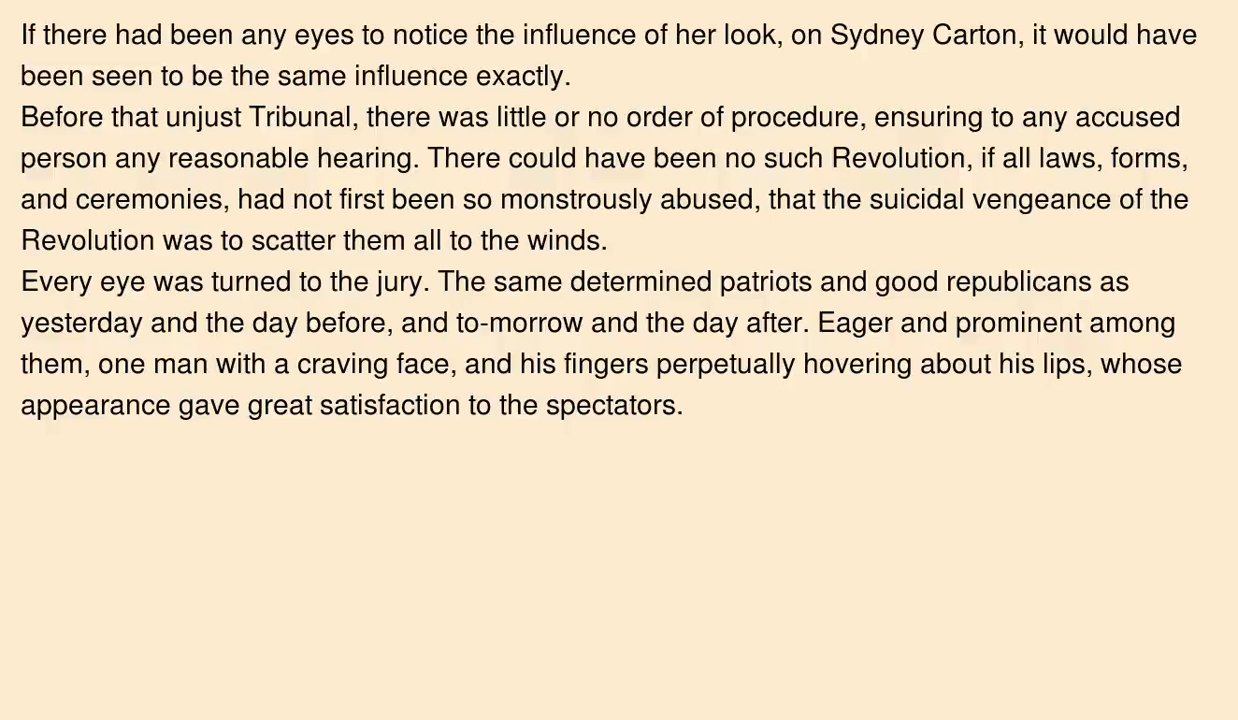 If there had been any eyes to notice the influence of her look, on Sydney Carton, it would have
been seen to be the same influence exactly.
Before that unjust Tribunal, there was little or no order of procedure, ensuring to any accused
person any reasonable hearing. There could have been no such Revolution, if all laws, forms,
and ceremonies, had not first been so monstrously abused, that the suicidal vengeance of the
Revolution was to scatter them all to the winds.
Every eye was turned to the jury. The same determined patriots and good republicans as
yesterday and the day before, and to-morrow and the day after. Eager and prominent among
them, one man with a craving face, and his fingers perpetually hovering about his lips, whose
appearance gave great satisfaction to the spectators.